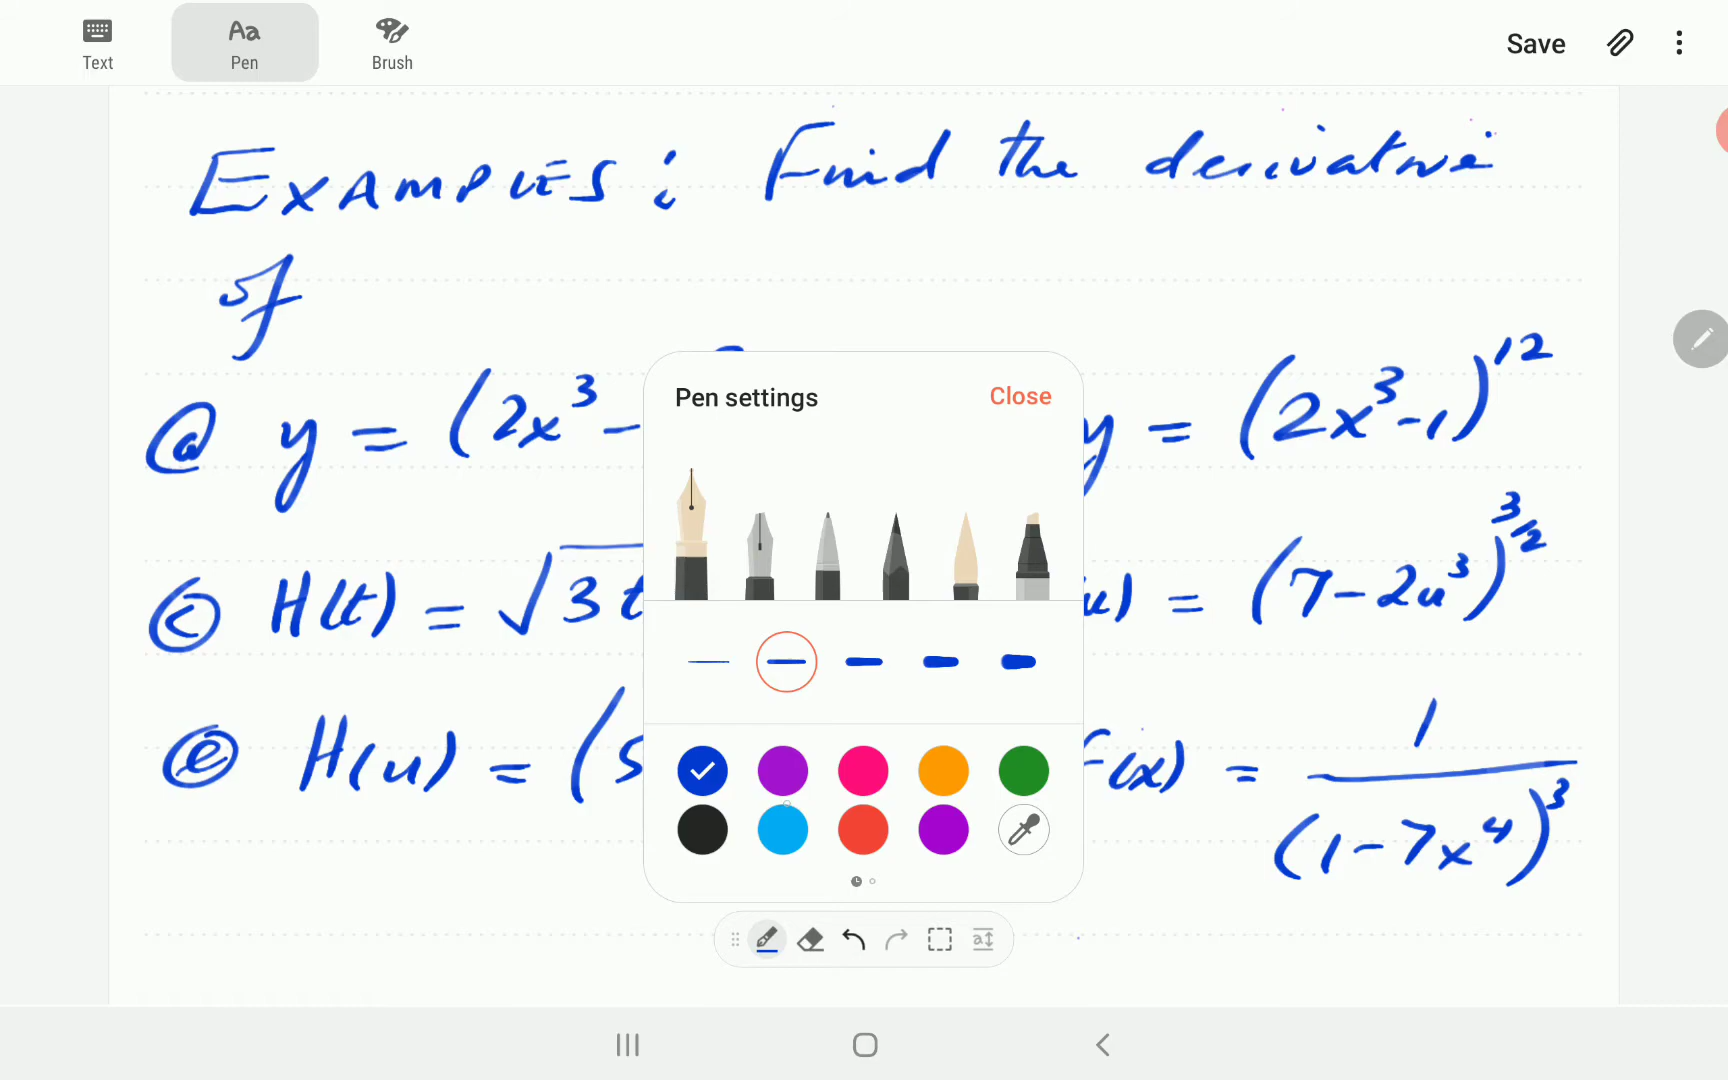 Text Pen Brush Save
Examples: Find the derivative
of
ⓐ y = (2x³ − y = (2x³-1)¹²
Pen settings Close
ⓒ H(t) = √3t u) = (7-2u³)^3/2
ⓔ H(u) = (5 f(x) = 1/(1-7x⁴)³